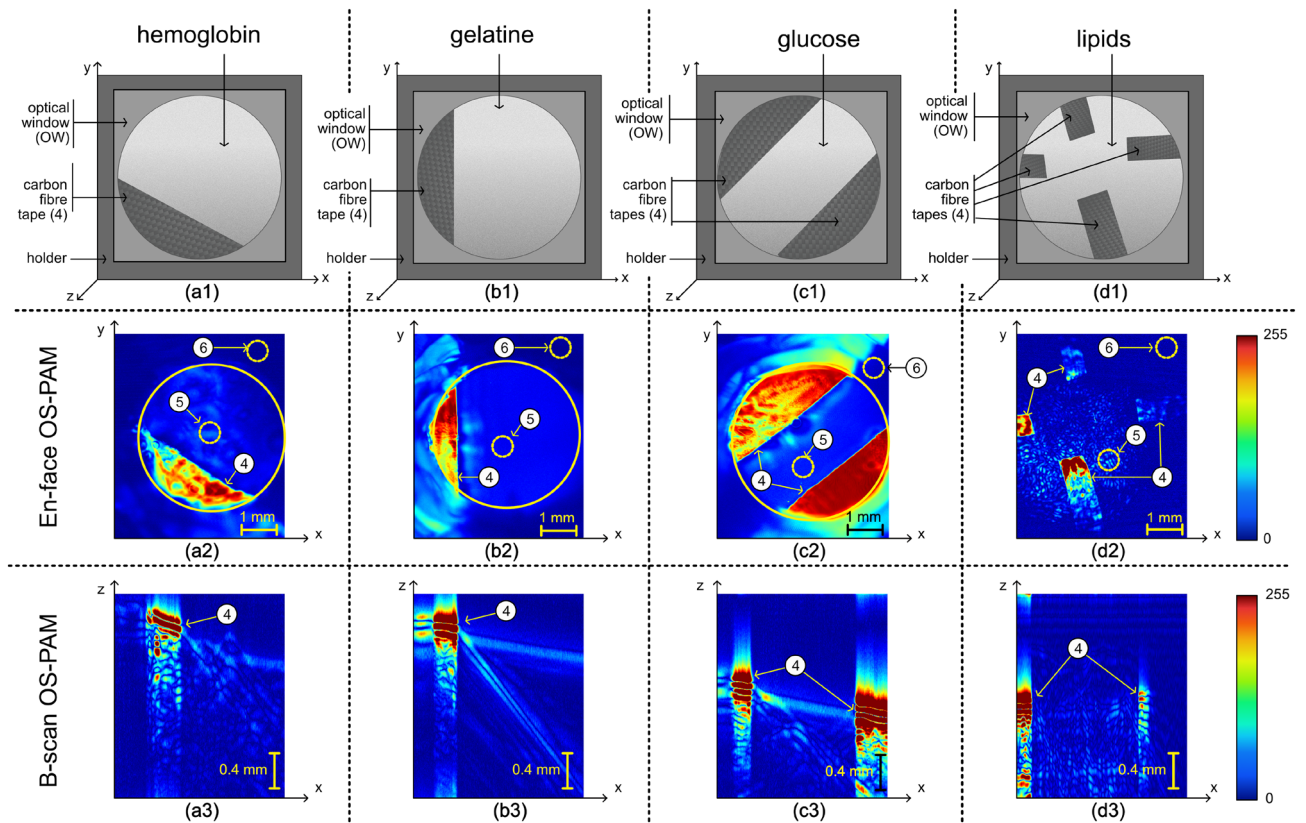 hemoglobin
gelatine
glucose
lipids
y
optical
window
(OW)
carbon
fibre
tape (4)
holder
z
x
(a1)
y
optical
window
(OW)
carbon
fibre
tape (4)
holder
z
x
(b1)
y
optical
window
(OW)
carbon
fibre
tapes (4)
holder
z
x
(c1)
y
optical
window
(OW)
carbon
fibre
tapes (4)
holder
z
x
(d1)
En-face OS-PAM
y
6
5
4
1 mm
x
(a2)
y
6
5
4
1 mm
x
(b2)
y
6
5
4
1 mm
x
(c2)
y
6
4
5
4
4
1 mm
x
(d2)
255
0
B-scan OS-PAM
z
4
0.4 mm
x
(a3)
z
4
0.4 mm
x
(b3)
z
4
0.4 mm
x
(c3)
z
4
0.4 mm
x
(d3)
255
0